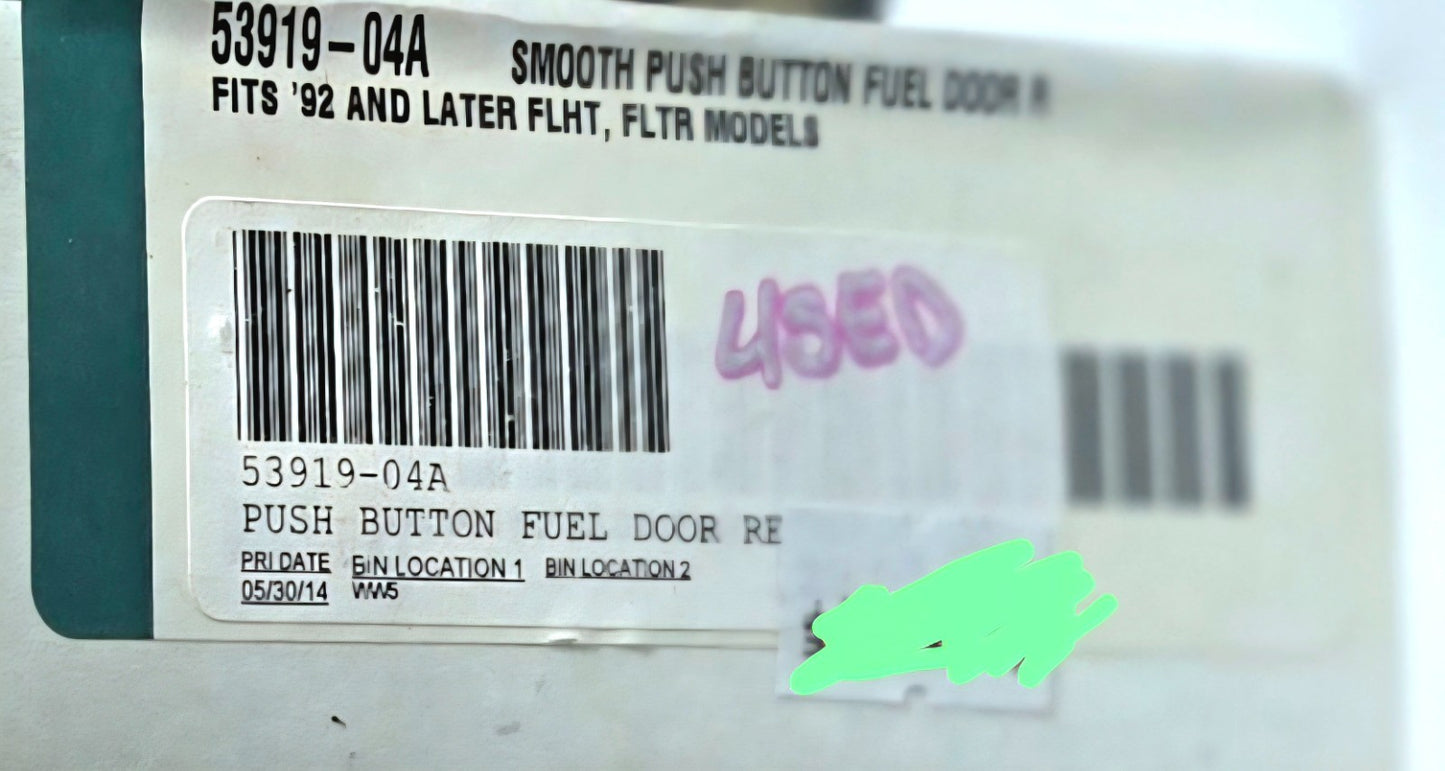 53919-04A SMOOTH PUSH BUTTON FUEL DOOR R
FITS '92 AND LATER FLHT, FLTR MODELS
USED
53919-04A
PUSH BUTTON FUEL DOOR RE
PRI DATE BIN LOCATION 1 BIN LOCATION 2
05/30/14 WW5
$